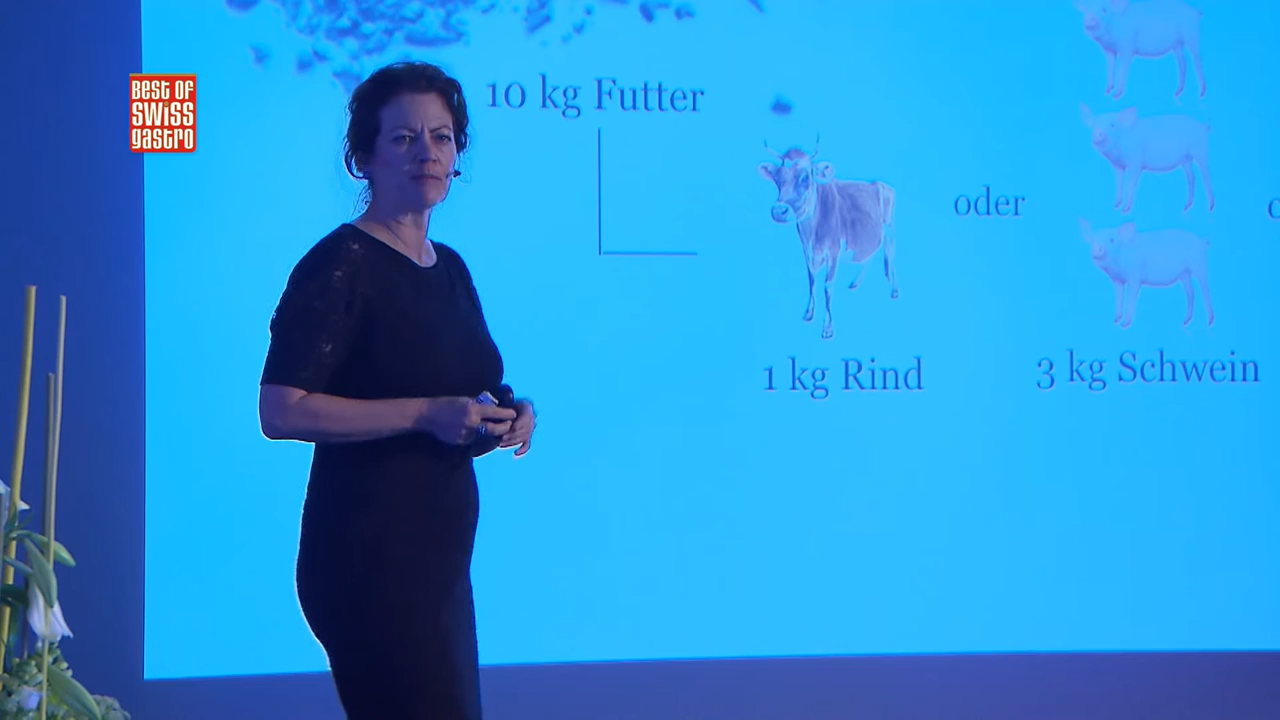 BEST OF
SWISS
gastro
10 kg Futter
oder
1 kg Rind
3 kg Schwein